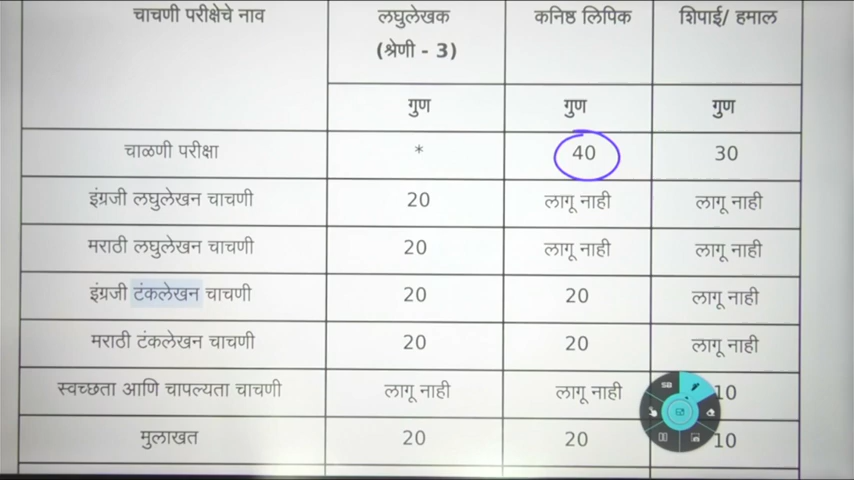 चाचणी परीक्षेचे नाव लघुलेखक कनिष्ठ लिपिक शिपाई/ हमाल
(श्रेणी - 3)
गुण गुण गुण
चाळणी परीक्षा * 40 30
इंग्रजी लघुलेखन चाचणी 20 लागू नाही लागू नाही
मराठी लघुलेखन चाचणी 20 लागू नाही लागू नाही
इंग्रजी टंकलेखन चाचणी 20 20 लागू नाही
मराठी टंकलेखन चाचणी 20 20 लागू नाही
स्वच्छता आणि चापल्यता चाचणी लागू नाही लागू नाही 10
SB
मुलाखत 20 20 10